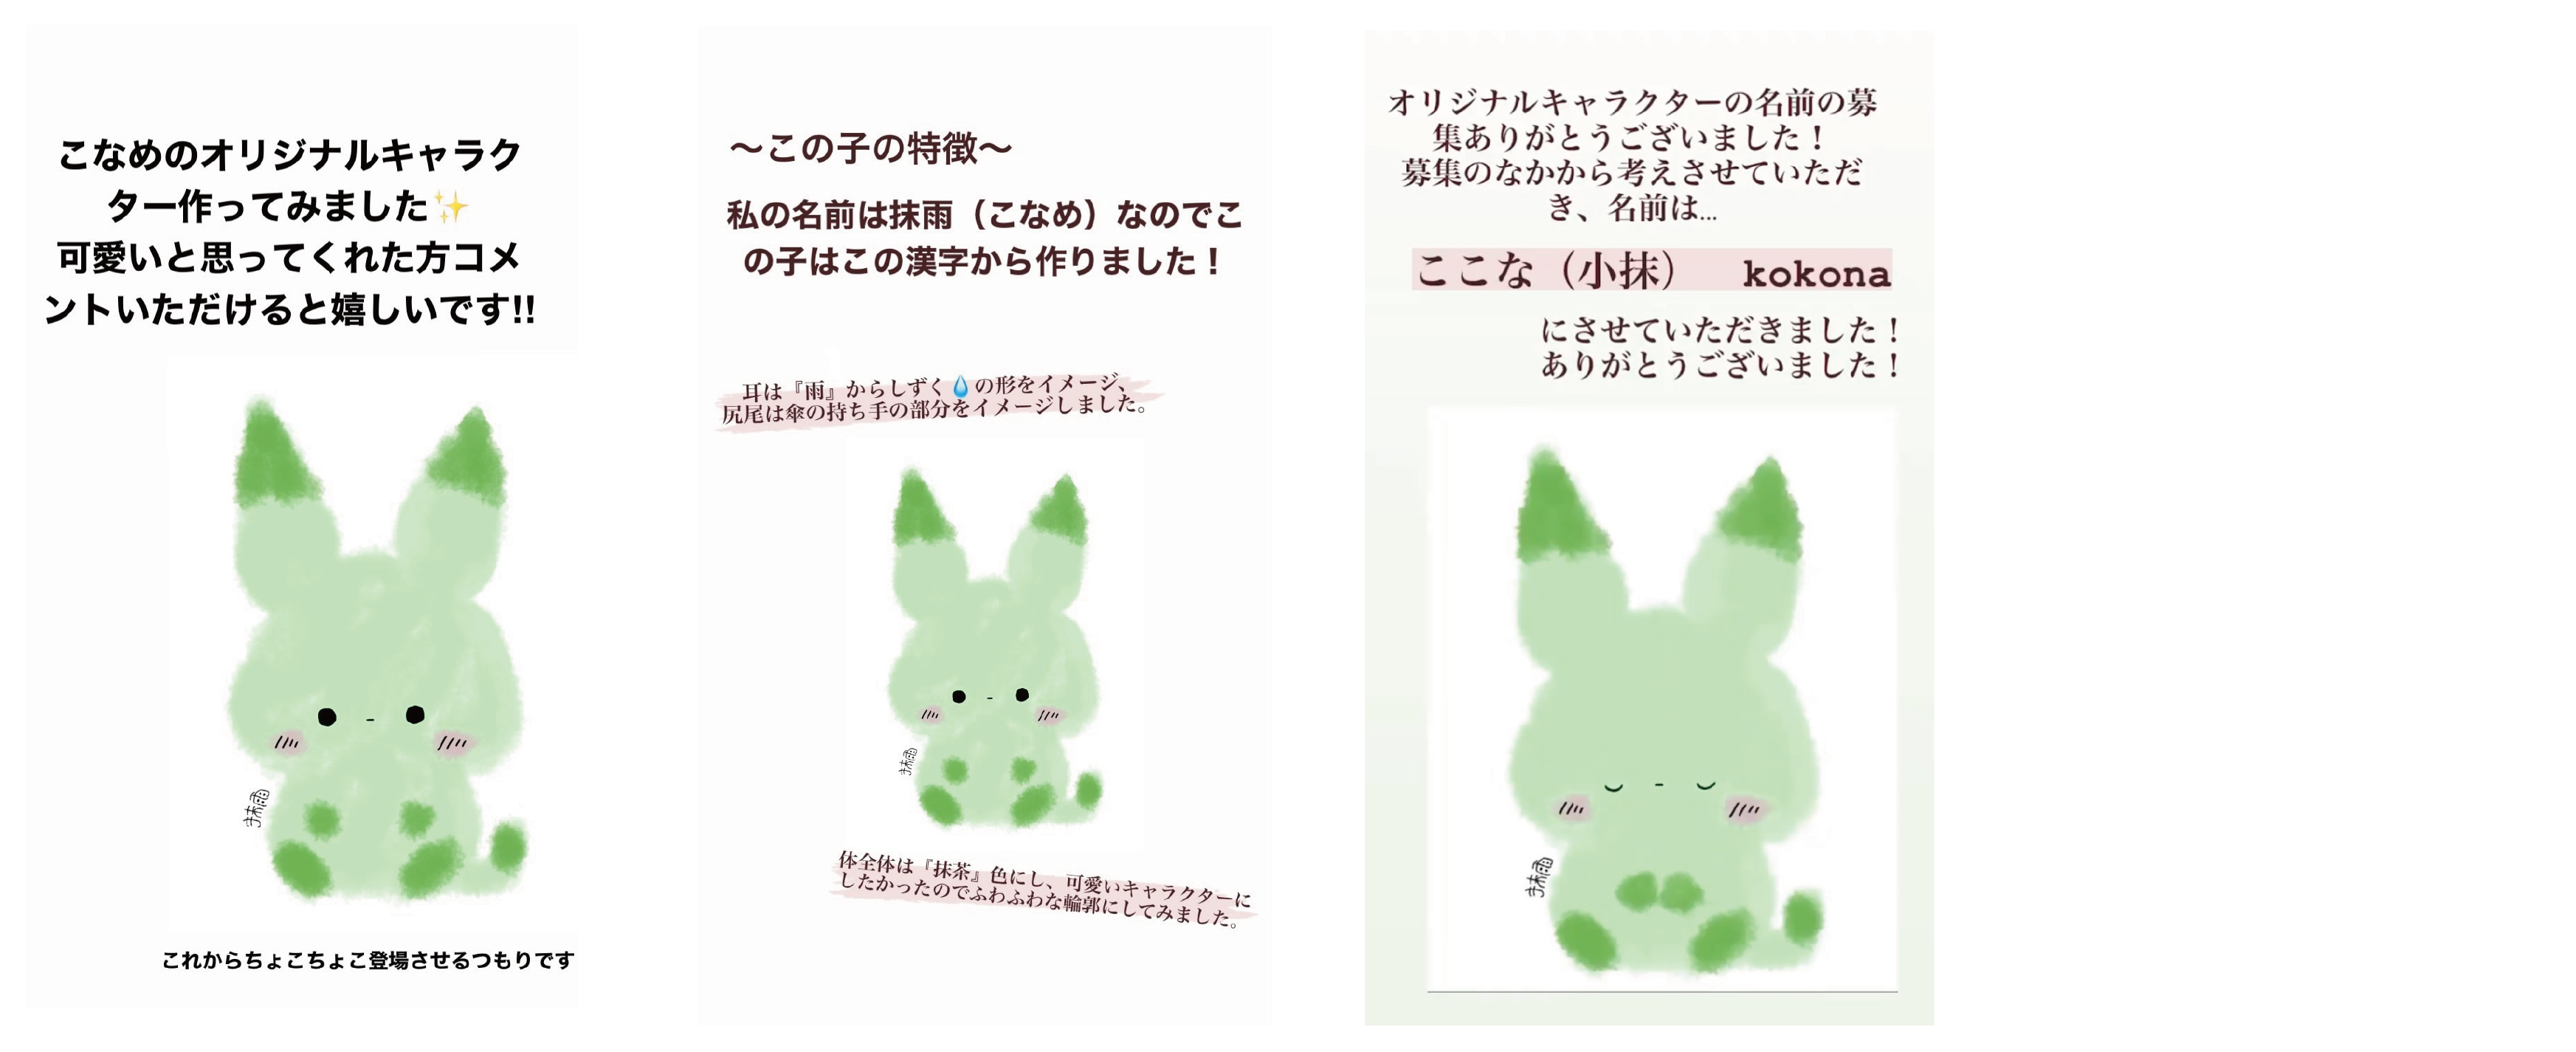 こなめのオリジナルキャラク
ター作ってみました✨
可愛いと思ってくれた方コメ
ントいただけると嬉しいです!!
抹雨
これからちょこちょこ登場させるつもりです
〜この子の特徴〜
私の名前は抹雨（こなめ）なのでこ
の子はこの漢字から作りました！
耳は『雨』からしずく💧の形をイメージ、
尻尾は傘の持ち手の部分をイメージしました。
抹雨
体全体は『抹茶』色にし、可愛いキャラクターに
したかったのでふわふわな輪郭にしてみました。
オリジナルキャラクターの名前の募
集ありがとうございました！
募集のなかから考えさせていただ
き、名前は...
ここな（小抹） kokona
にさせていただきました！
ありがとうございました！
抹雨